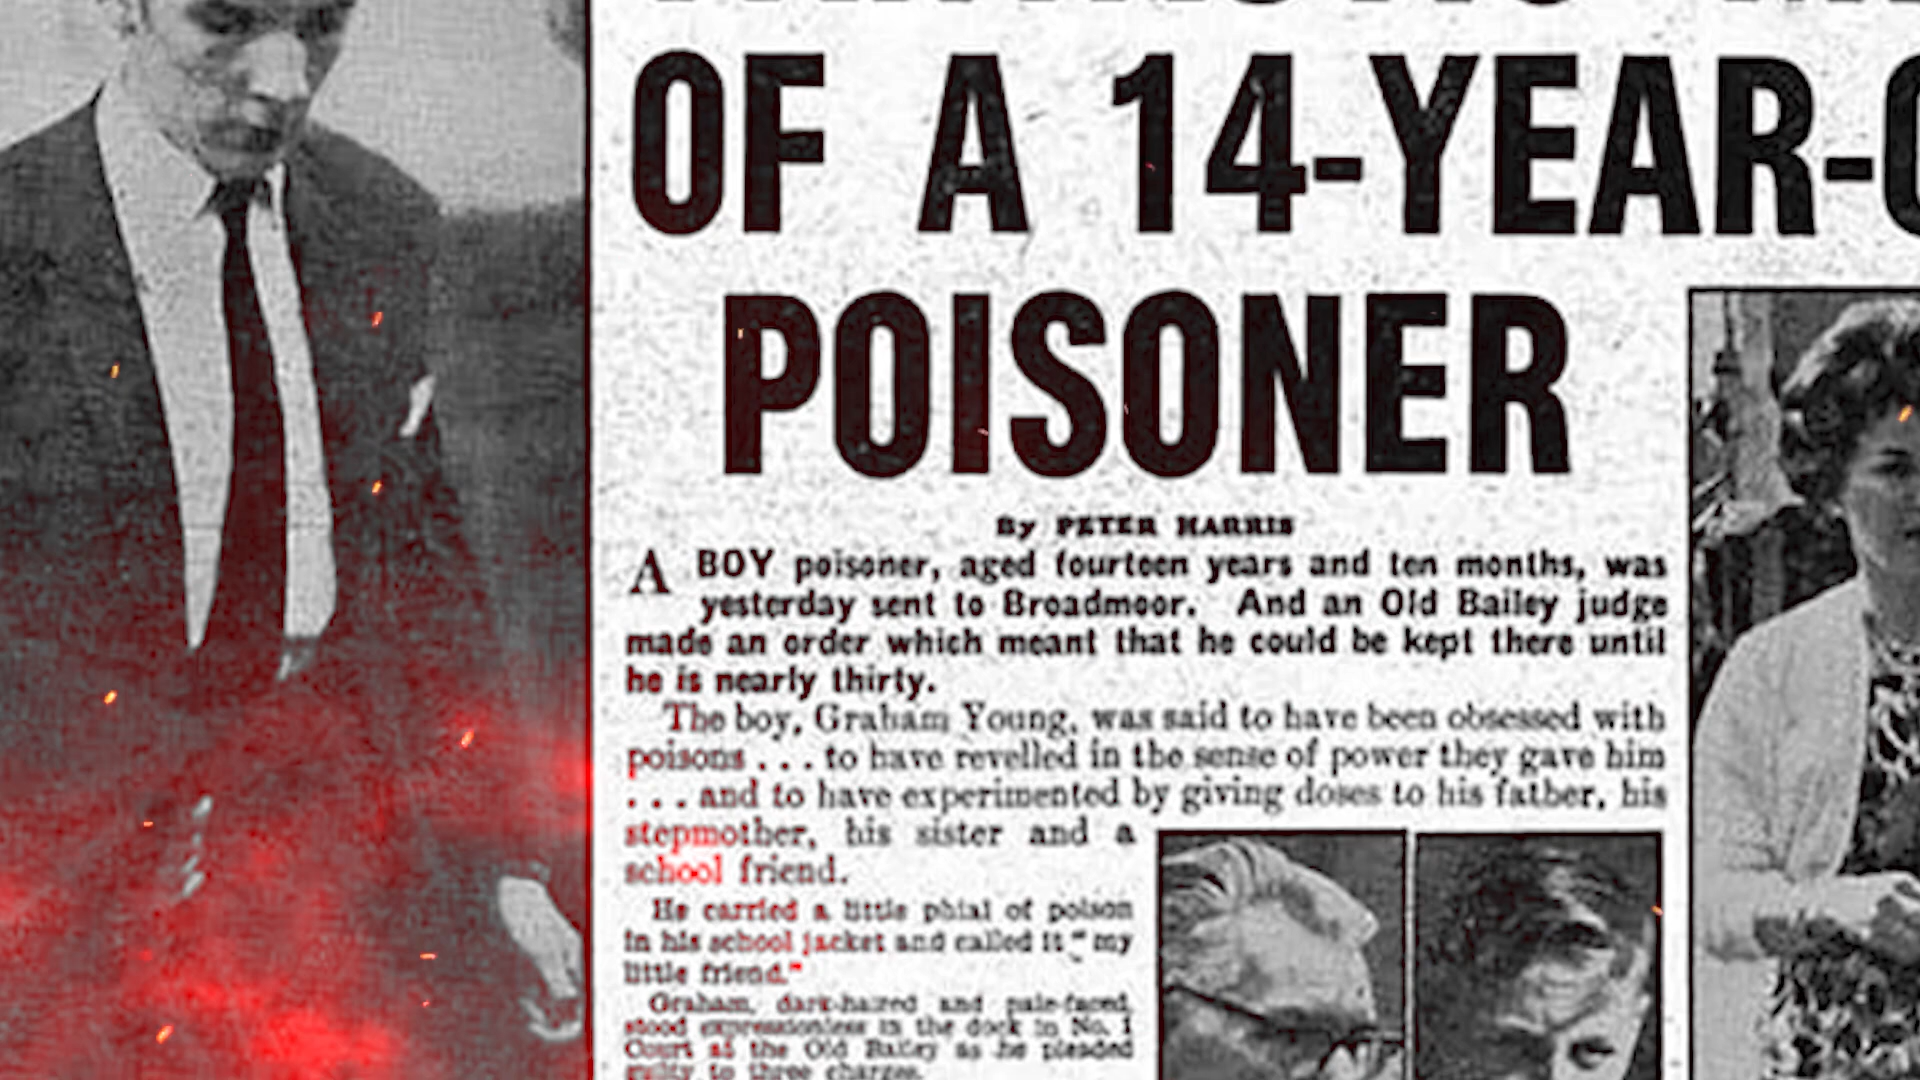 OF A 14-YEAR-O
POISONER
By PETER HARRIS
A BOY poisoner, aged fourteen years and ten months, was
yesterday sent to Broadmoor. And an Old Bailey judge
made an order which meant that he could be kept there until
he is nearly thirty.
The boy, Graham Young, was said to have been obsessed with
poisons . . . to have revelled in the sense of power they gave him
. . . and to have experimented by giving doses to his father, his
stepmother, his sister and a
school friend.
He carried a little phial of poison
in his school jacket and called it "my
little friend."
Graham, dark-haired and pale-faced,
stood expressionless in the dock in No. 1
Court at the Old Bailey as he pleaded
guilty to three charges.